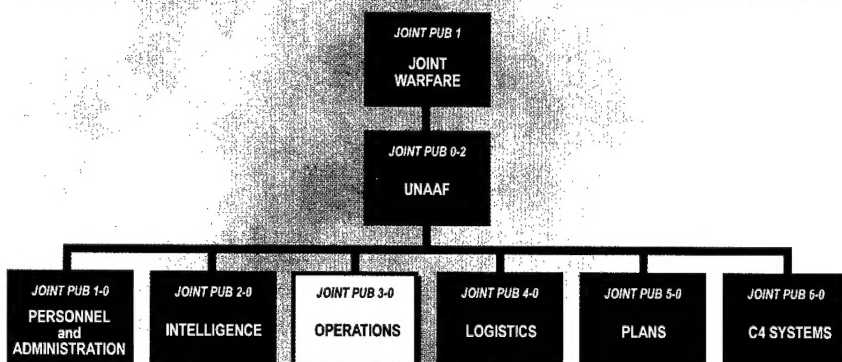 JOINT PUB 1
JOINT
WARFARE
JOINT PUB 0-2
UNAAF
JOINT PUB 1-0
PERSONNEL
and
ADMINISTRATION
JOINT PUB 2-0
INTELLIGENCE
JOINT PUB 3-0
OPERATIONS
JOINT PUB 4-0
LOGISTICS
JOINT PUB 5-0
PLANS
JOINT PUB 6-0
C4 SYSTEMS